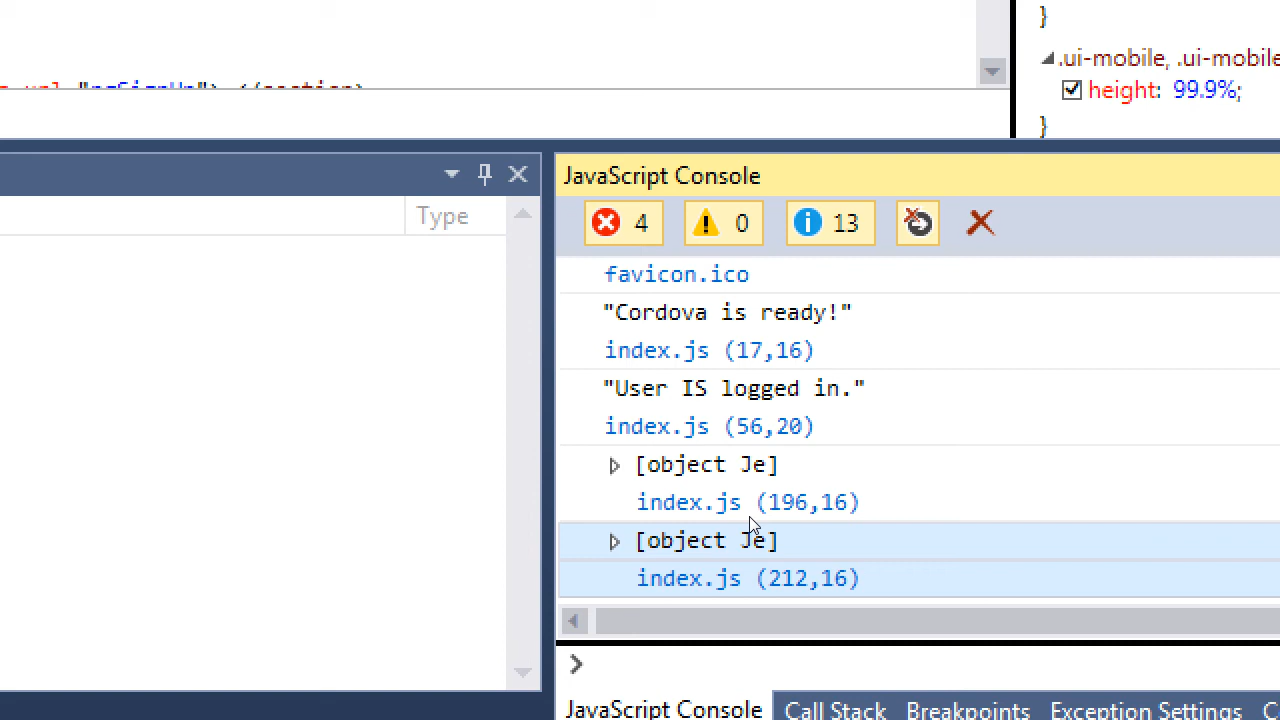 }
.ui-mobile, .ui-mobile
height: 99.9%;
}
JavaScript Console
Type
4 0 13
favicon.ico
"Cordova is ready!"
index.js (17,16)
"User IS logged in."
index.js (56,20)
[object Je]
index.js (196,16)
[object Je]
index.js (212,16)
JavaScript Console Call Stack Breakpoints Exception Settings